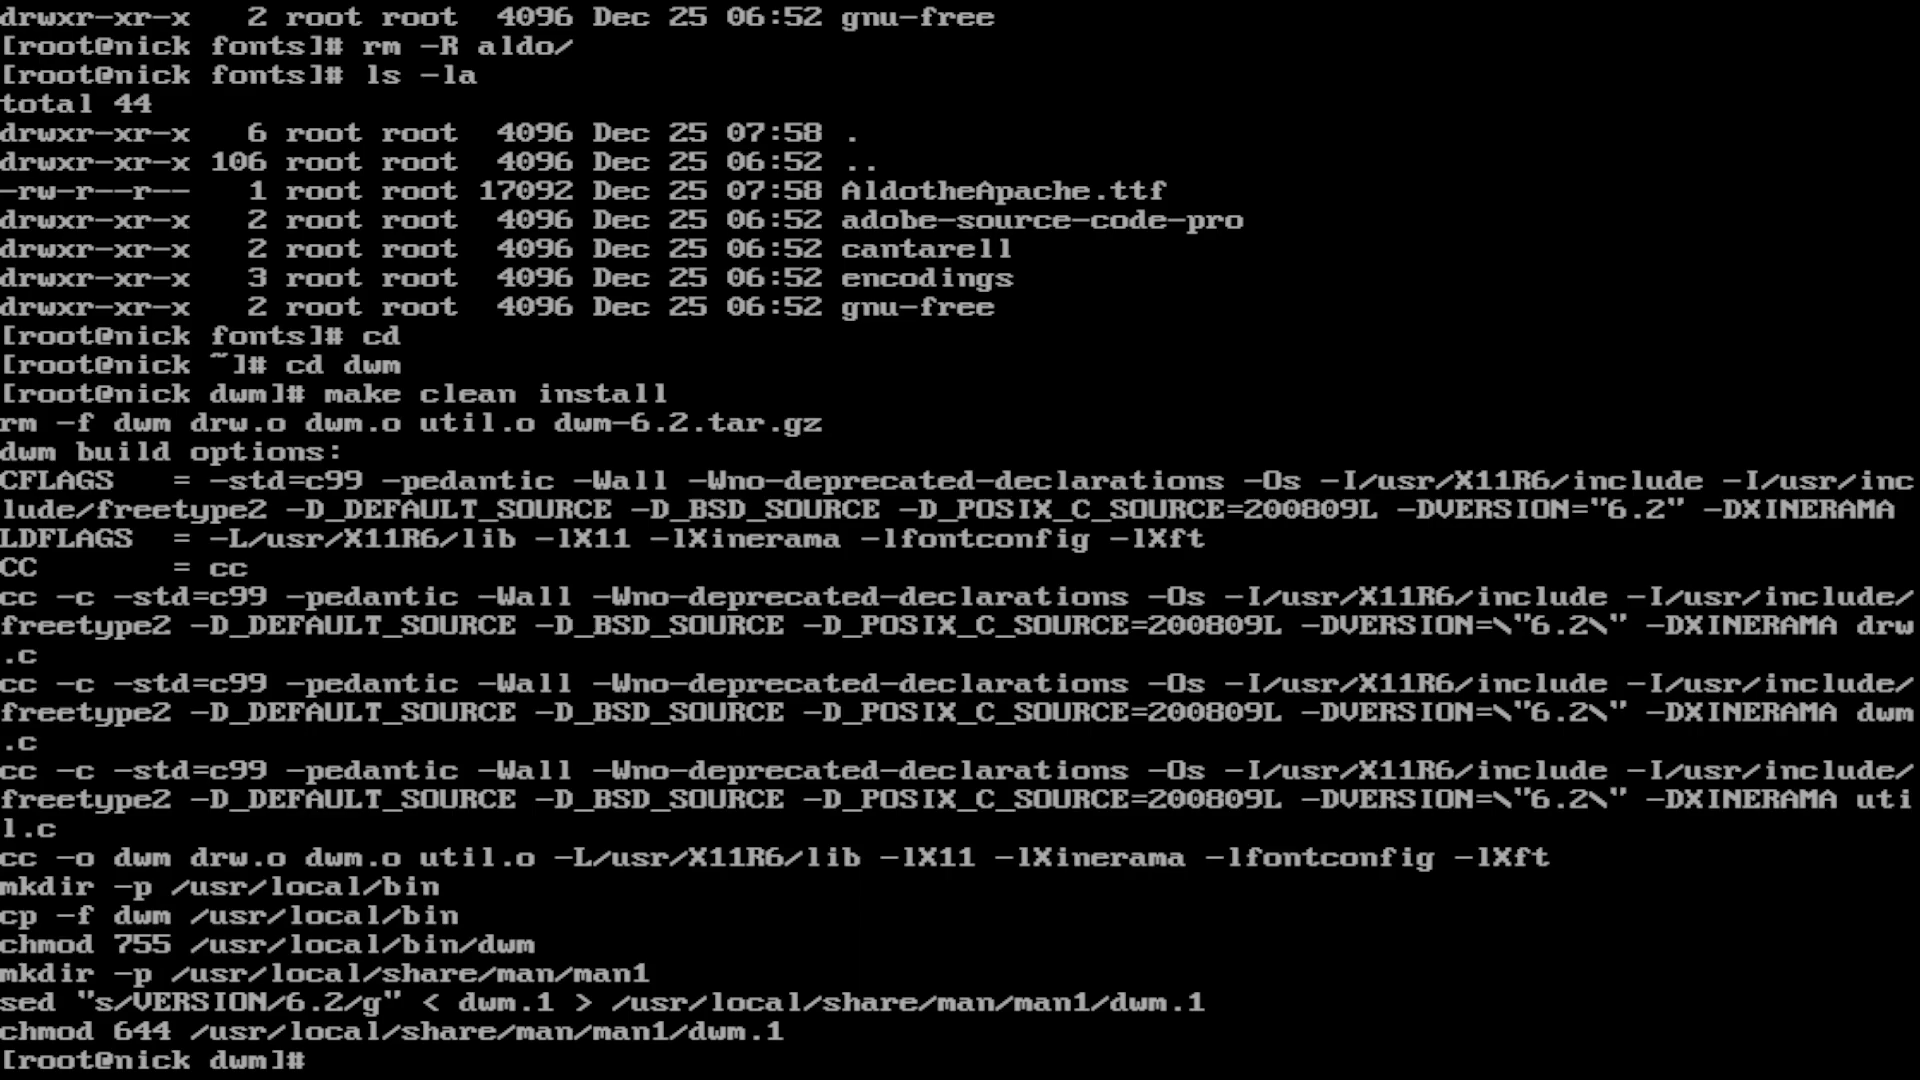 drwxr-xr-x   2 root root  4096 Dec 25 06:52 gnu-free
[root@nick fonts]# rm -R aldo/
[root@nick fonts]# ls -la
total 44
drwxr-xr-x   6 root root  4096 Dec 25 07:58 .
drwxr-xr-x 106 root root  4096 Dec 25 06:52 ..
-rw-r--r--   1 root root 17092 Dec 25 07:58 AldotheApache.ttf
drwxr-xr-x   2 root root  4096 Dec 25 06:52 adobe-source-code-pro
drwxr-xr-x   2 root root  4096 Dec 25 06:52 cantarell
drwxr-xr-x   3 root root  4096 Dec 25 06:52 encodings
drwxr-xr-x   2 root root  4096 Dec 25 06:52 gnu-free
[root@nick fonts]# cd
[root@nick ~]# cd dwm
[root@nick dwm]# make clean install
rm -f dwm drw.o dwm.o util.o dwm-6.2.tar.gz
dwm build options:
CFLAGS   = -std=c99 -pedantic -Wall -Wno-deprecated-declarations -Os -I/usr/X11R6/include -I/usr/inc
lude/freetype2 -D_DEFAULT_SOURCE -D_BSD_SOURCE -D_POSIX_C_SOURCE=200809L -DVERSION="6.2" -DXINERAMA
LDFLAGS  = -L/usr/X11R6/lib -lX11 -lXinerama -lfontconfig -lXft
CC       = cc
cc -c -std=c99 -pedantic -Wall -Wno-deprecated-declarations -Os -I/usr/X11R6/include -I/usr/include/
freetype2 -D_DEFAULT_SOURCE -D_BSD_SOURCE -D_POSIX_C_SOURCE=200809L -DVERSION=\"6.2\" -DXINERAMA drw
.c
cc -c -std=c99 -pedantic -Wall -Wno-deprecated-declarations -Os -I/usr/X11R6/include -I/usr/include/
freetype2 -D_DEFAULT_SOURCE -D_BSD_SOURCE -D_POSIX_C_SOURCE=200809L -DVERSION=\"6.2\" -DXINERAMA dwm
.c
cc -c -std=c99 -pedantic -Wall -Wno-deprecated-declarations -Os -I/usr/X11R6/include -I/usr/include/
freetype2 -D_DEFAULT_SOURCE -D_BSD_SOURCE -D_POSIX_C_SOURCE=200809L -DVERSION=\"6.2\" -DXINERAMA uti
l.c
cc -o dwm drw.o dwm.o util.o -L/usr/X11R6/lib -lX11 -lXinerama -lfontconfig -lXft
mkdir -p /usr/local/bin
cp -f dwm /usr/local/bin
chmod 755 /usr/local/bin/dwm
mkdir -p /usr/local/share/man/man1
sed "s/VERSION/6.2/g" < dwm.1 > /usr/local/share/man/man1/dwm.1
chmod 644 /usr/local/share/man/man1/dwm.1
[root@nick dwm]#